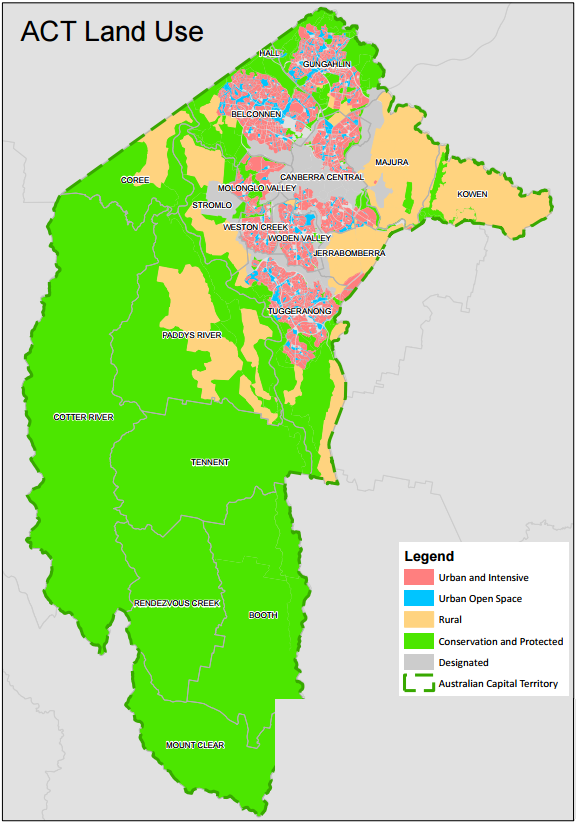 ACT Land Use
HALL
GUNGAHLIN
BELCONNEN
MAJURA
CANBERRA CENTRAL
COREE
MOLONGLO VALLEY
KOWEN
STROMLO
WESTON CREEK
WODEN VALLEY
JERRABOMBERRA
TUGGERANONG
PADDYS RIVER
COTTER RIVER
TENNENT
RENDEZVOUS CREEK
BOOTH
MOUNT CLEAR
Legend
Urban and Intensive
Urban Open Space
Rural
Conservation and Protected
Designated
Australian Capital Territory